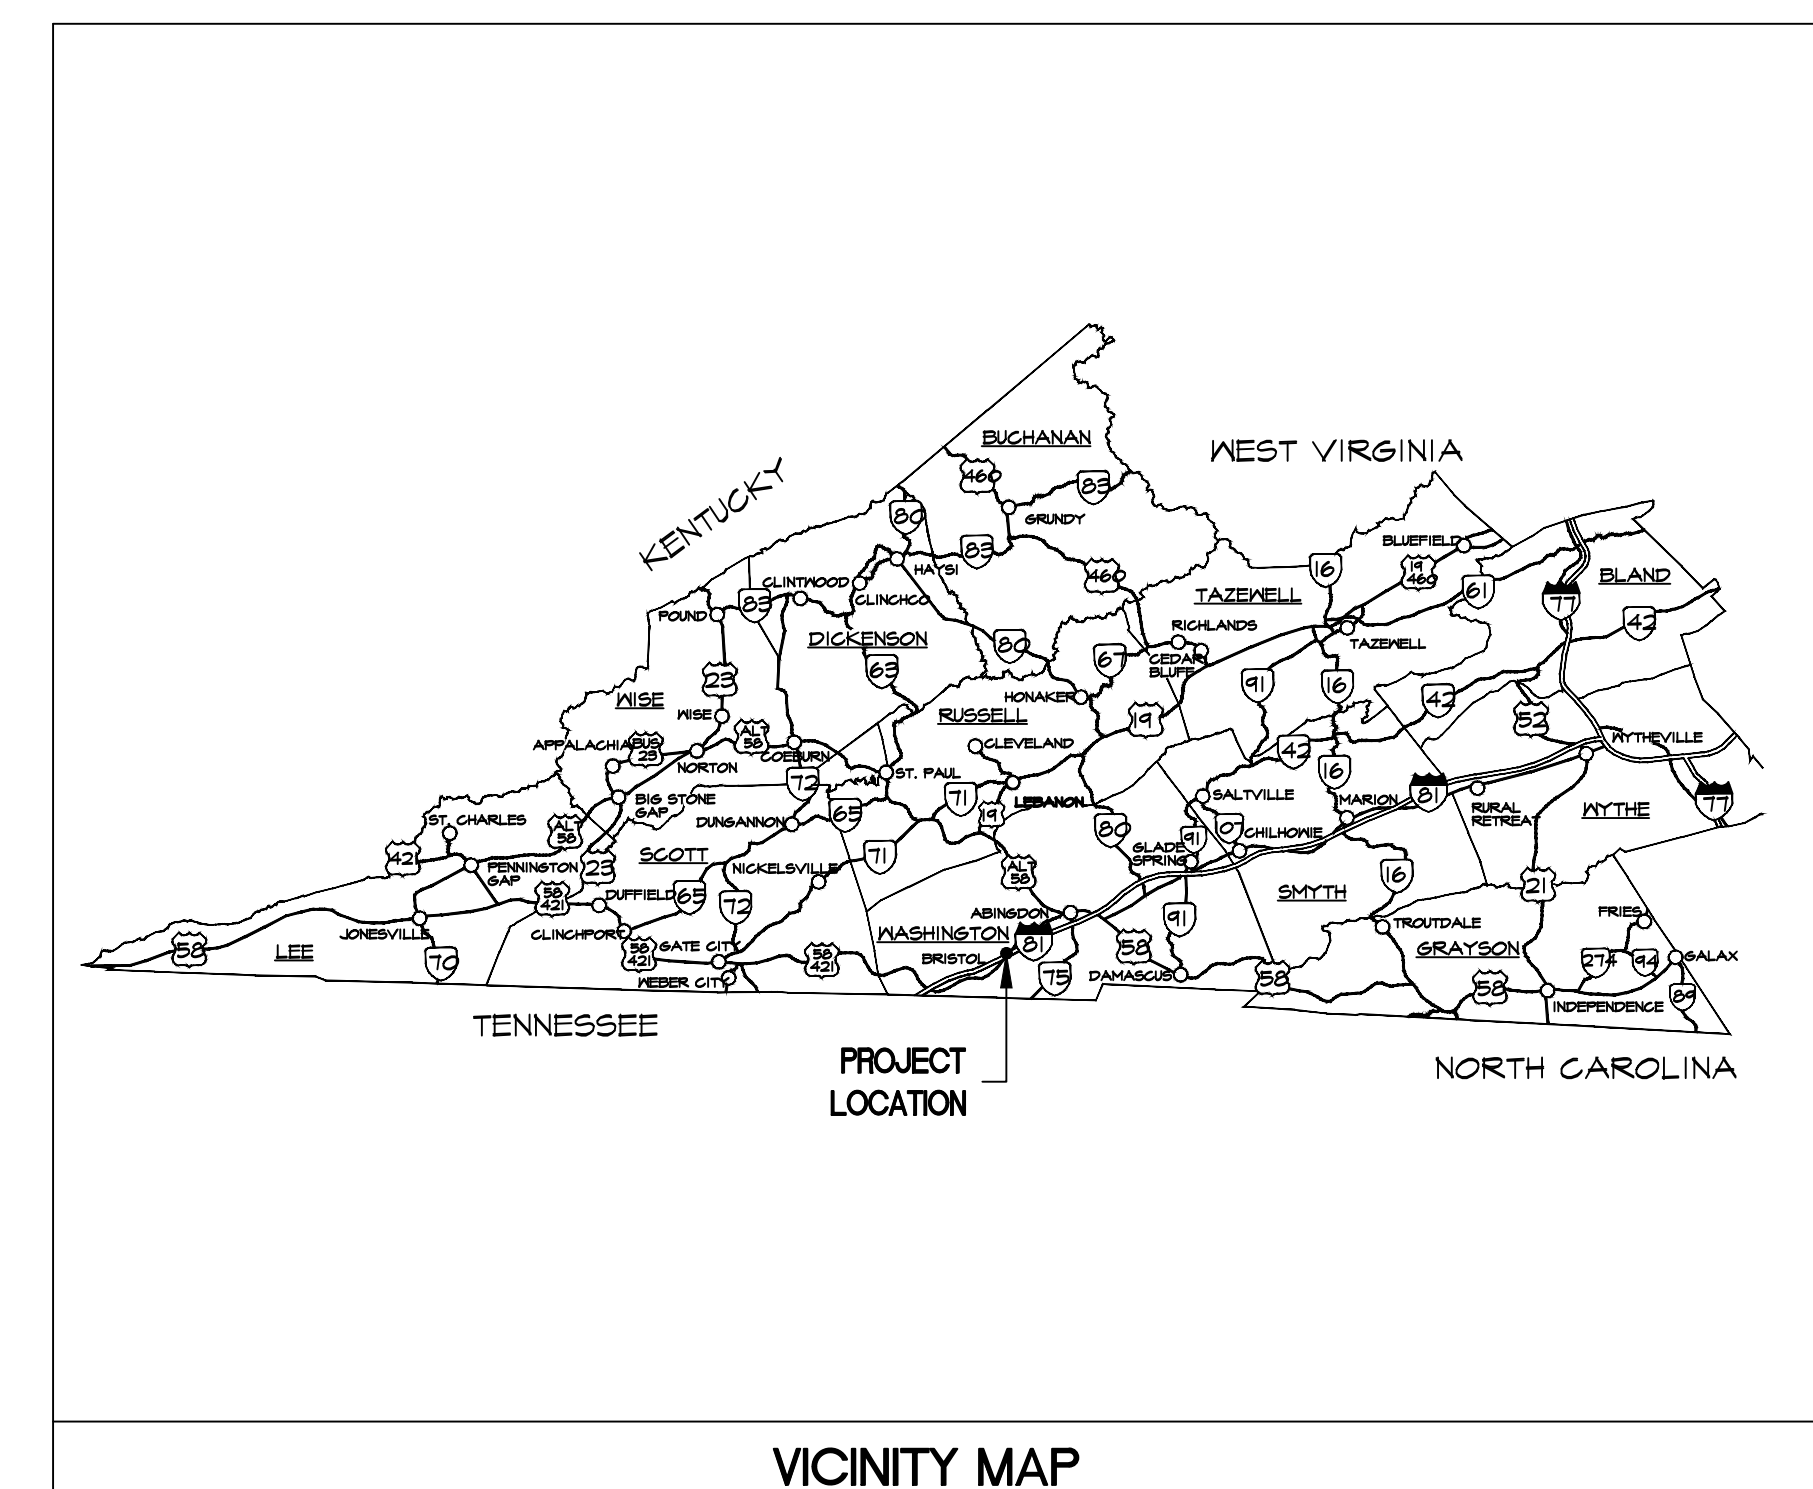 BUCHANAN
WEST VIRGINIA
KENTUCKY
460
83
GRUNDY
80
BLUEFIELD
83
HAYSI
16
19
460
BLAND
460
CLINTWOOD
CLINCHCO
TAZEWELL
61
77
83
POUND
42
RICHLANDS
DICKENSON
80
TAZEWELL
67
CEDAR
BLUFF
63
23
91
16
WISE
HONAKER
42
WISE
RUSSELL
19
52
ALT
58
APPALACHIA
BUS
23
CLEVELAND
WYTHEVILLE
42
COEBURN
NORTON
ST. PAUL
16
72
81
BIG STONE
GAP
71
LEBANON
SALTVILLE
MARION
77
RURAL
RETREAT
WYTHE
65
19
ST. CHARLES
DUNGANNON
ALT
58
80
107
CHILHOWIE
91
GLADE
SPRING
SCOTT
71
421
PENNINGTON
GAP
23
NICKELSVILLE
ALT
58
16
21
SMYTH
58
421
DUFFIELD
65
72
ABINGDON
91
FRIES
TROUTDALE
JONESVILLE
CLINCHPORT
WASHINGTON
81
58
LEE
58
58
421
GATE CITY
58
421
BRISTOL
GRAYSON
274
94
GALAX
70
WEBER CITY
75
DAMASCUS
58
58
89
INDEPENDENCE
TENNESSEE
PROJECT
LOCATION
NORTH CAROLINA
VICINITY MAP